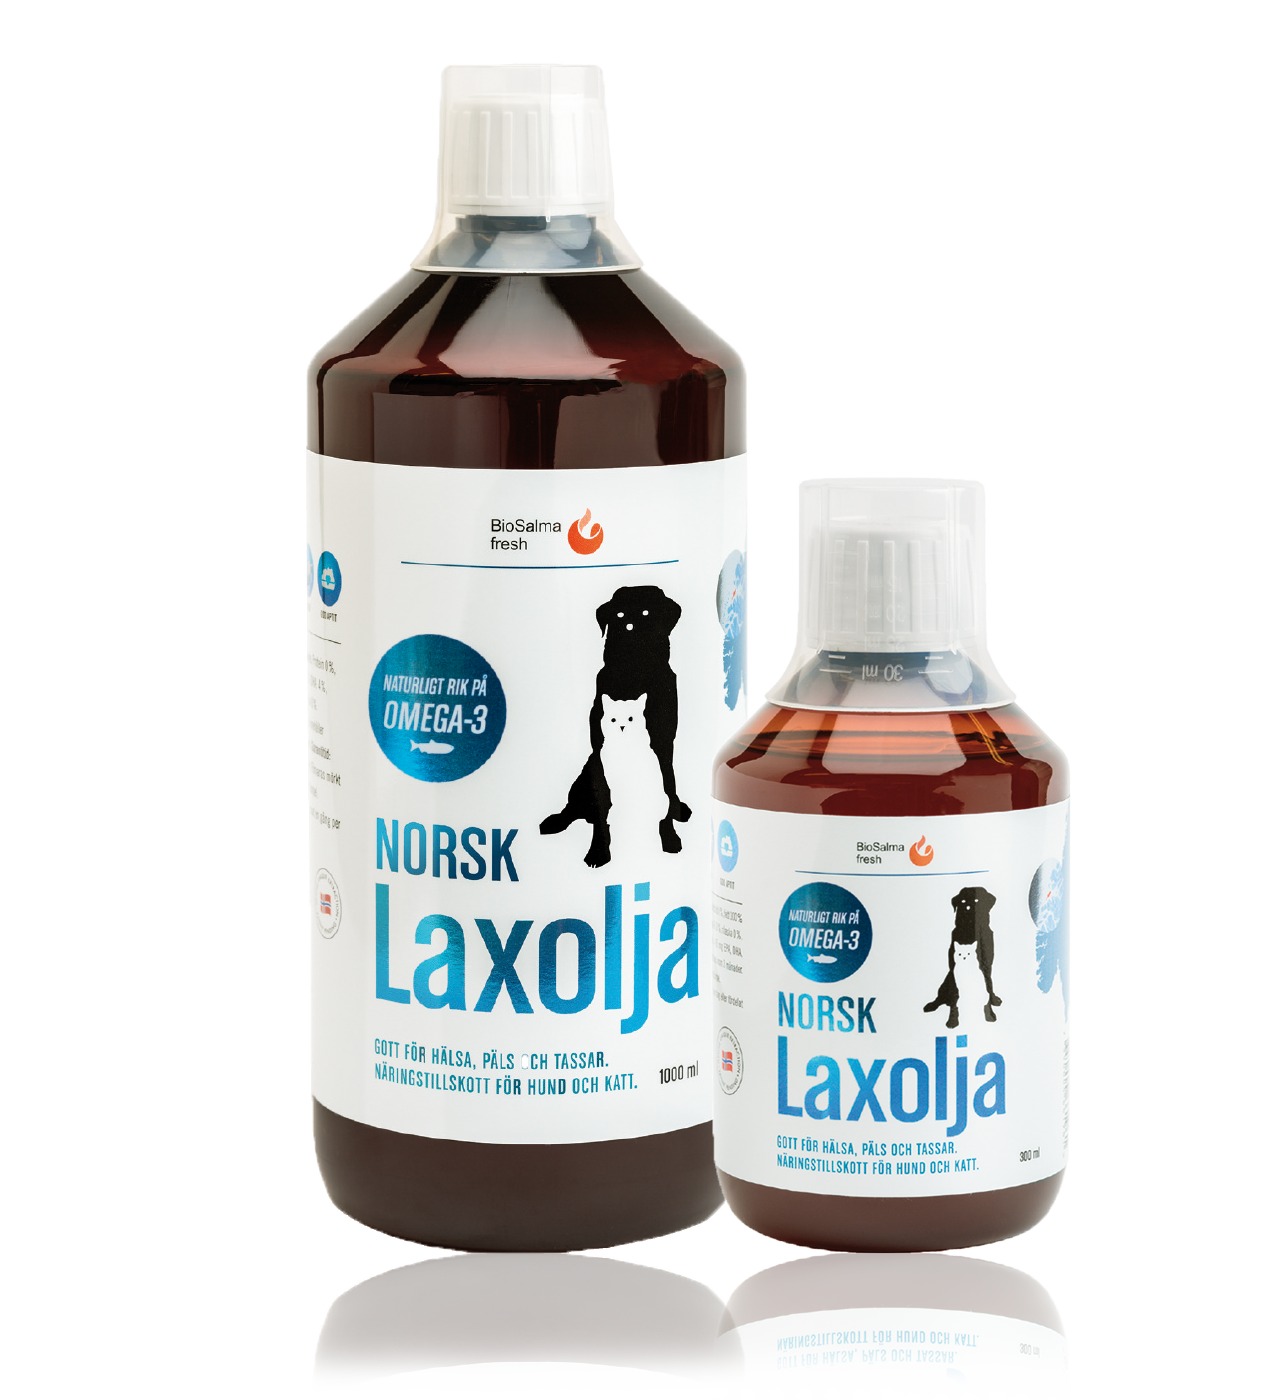 BioSalma
fresh
NATURLIGT RIK PÅ
OMEGA-3
NORSK
Laxolja
GOTT FÖR HÄLSA, PÄLS OCH TASSAR.
NÄRINGSTILLSKOTT FÖR HUND OCH KATT.
1000 ml
30 ml
BioSalma
fresh
NATURLIGT RIK PÅ
OMEGA-3
NORSK
Laxolja
GOTT FÖR HÄLSA, PÄLS OCH TASSAR.
NÄRINGSTILLSKOTT FÖR HUND OCH KATT.
300 ml